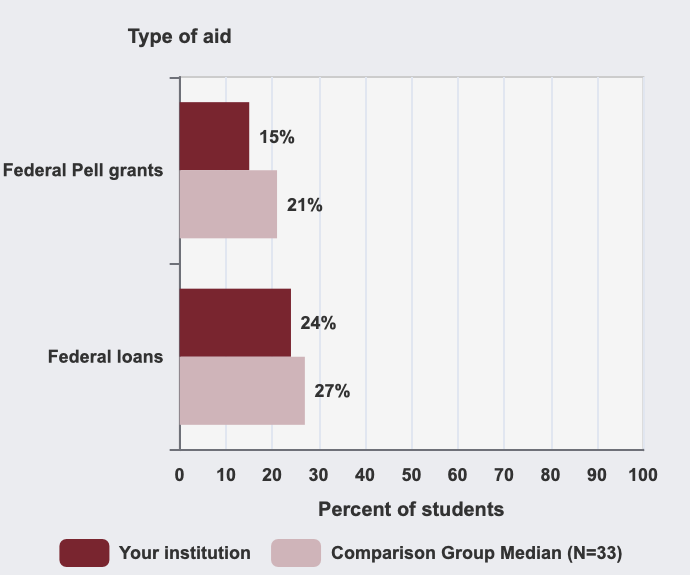 Type of aid
Federal Pell grants
15%
21%
Federal loans
24%
27%
0 10 20 30 40 50 60 70 80 90 100
Percent of students
Your institution Comparison Group Median (N=33)